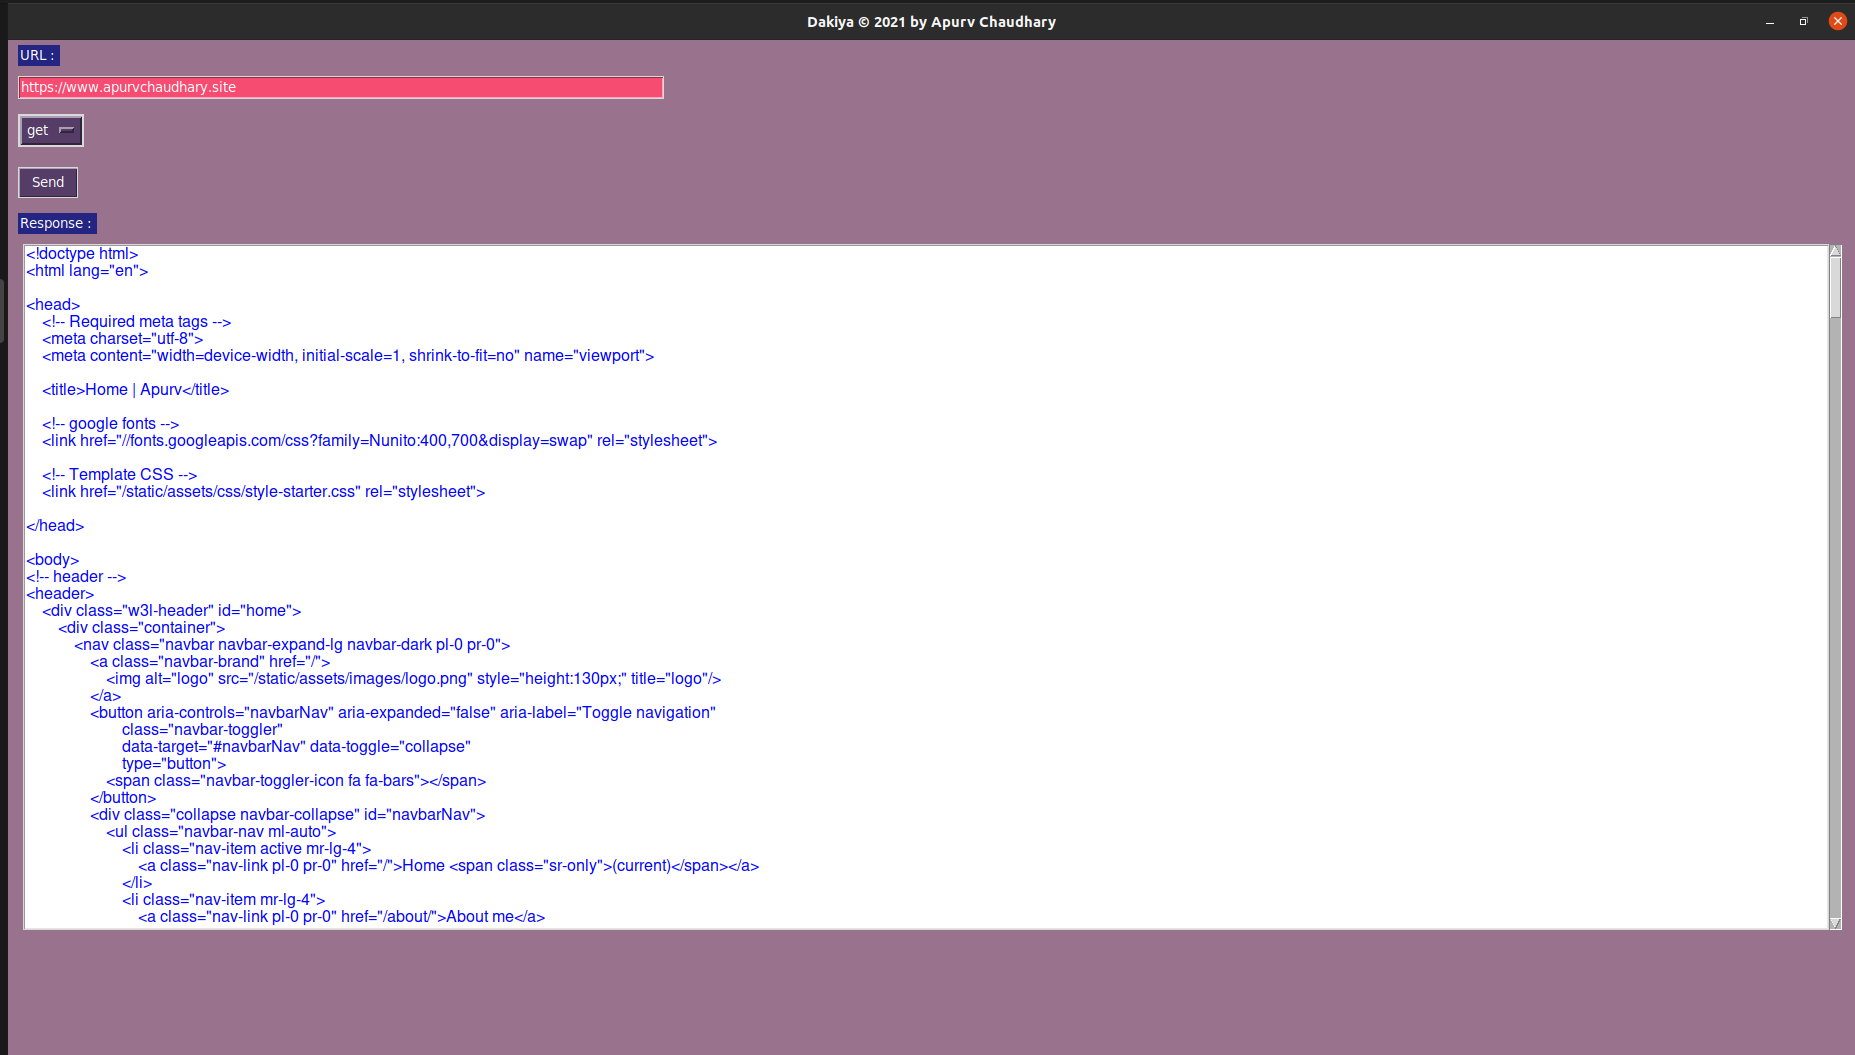 Dakiya © 2021 by Apurv Chaudhary
URL :
https://www.apurvchaudhary.site
get
Send
Response :
<!doctype html>
<html lang="en">
<head>
<!-- Required meta tags -->
<meta charset="utf-8">
<meta content="width=device-width, initial-scale=1, shrink-to-fit=no" name="viewport">
<title>Home | Apurv</title>
<!-- google fonts -->
<link href="//fonts.googleapis.com/css?family=Nunito:400,700&display=swap" rel="stylesheet">
<!-- Template CSS -->
<link href="/static/assets/css/style-starter.css" rel="stylesheet">
</head>
<body>
<!-- header -->
<header>
<div class="w3l-header" id="home">
<div class="container">
<nav class="navbar navbar-expand-lg navbar-dark pl-0 pr-0">
<a class="navbar-brand" href="/">
<img alt="logo" src="/static/assets/images/logo.png" style="height:130px;" title="logo"/>
</a>
<button aria-controls="navbarNav" aria-expanded="false" aria-label="Toggle navigation"
class="navbar-toggler"
data-target="#navbarNav" data-toggle="collapse"
type="button">
<span class="navbar-toggler-icon fa fa-bars"></span>
</button>
<div class="collapse navbar-collapse" id="navbarNav">
<ul class="navbar-nav ml-auto">
<li class="nav-item active mr-lg-4">
<a class="nav-link pl-0 pr-0" href="/">Home <span class="sr-only">(current)</span></a>
</li>
<li class="nav-item mr-lg-4">
<a class="nav-link pl-0 pr-0" href="/about/">About me</a>